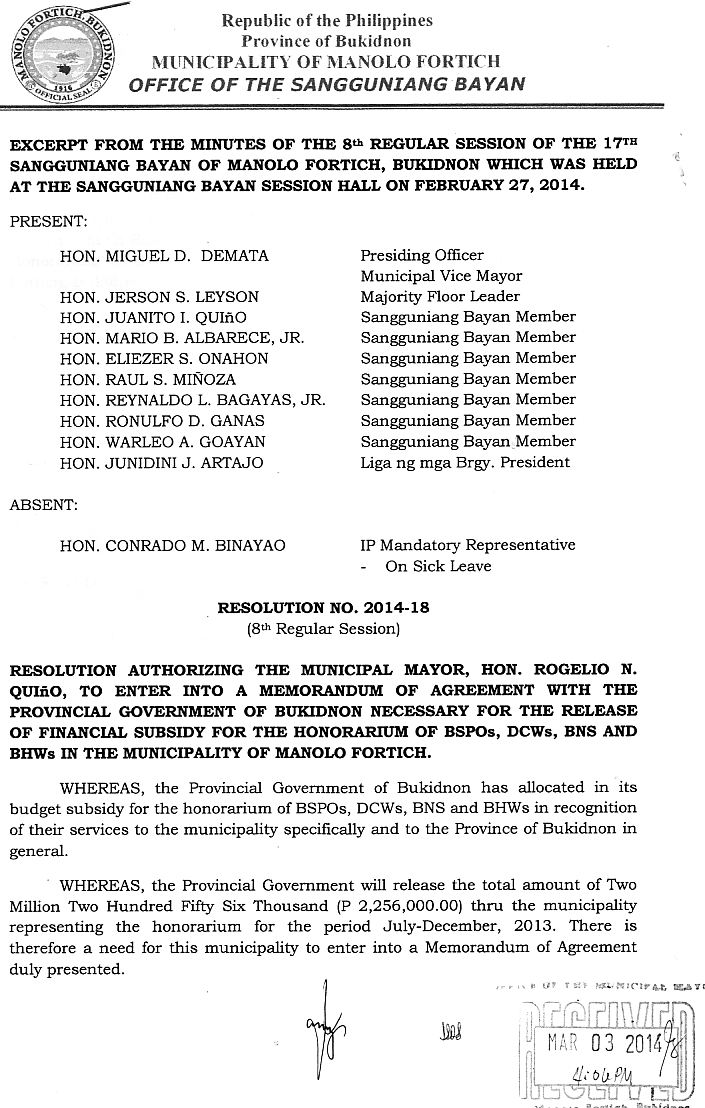 MANOLO FORTICH, BUKIDNON
1916
OFFICIAL SEAL
Republic of the Philippines
Province of Bukidnon
MUNICIPALITY OF MANOLO FORTICH
OFFICE OF THE SANGGUNIANG BAYAN
EXCERPT FROM THE MINUTES OF THE 8th REGULAR SESSION OF THE 17TH
SANGGUNIANG BAYAN OF MANOLO FORTICH, BUKIDNON WHICH WAS HELD
AT THE SANGGUNIANG BAYAN SESSION HALL ON FEBRUARY 27, 2014.
PRESENT:
HON. MIGUEL D. DEMATA Presiding Officer
Municipal Vice Mayor
HON. JERSON S. LEYSON Majority Floor Leader
HON. JUANITO I. QUIñO Sangguniang Bayan Member
HON. MARIO B. ALBARECE, JR. Sangguniang Bayan Member
HON. ELIEZER S. ONAHON Sangguniang Bayan Member
HON. RAUL S. MIÑOZA Sangguniang Bayan Member
HON. REYNALDO L. BAGAYAS, JR. Sangguniang Bayan Member
HON. RONULFO D. GANAS Sangguniang Bayan Member
HON. WARLEO A. GOAYAN Sangguniang Bayan Member
HON. JUNIDINI J. ARTAJO Liga ng mga Brgy. President
ABSENT:
HON. CONRADO M. BINAYAO IP Mandatory Representative
- On Sick Leave
RESOLUTION NO. 2014-18
(8th Regular Session)
RESOLUTION AUTHORIZING THE MUNICIPAL MAYOR, HON. ROGELIO N.
QUIñO, TO ENTER INTO A MEMORANDUM OF AGREEMENT WITH THE
PROVINCIAL GOVERNMENT OF BUKIDNON NECESSARY FOR THE RELEASE
OF FINANCIAL SUBSIDY FOR THE HONORARIUM OF BSPOs, DCWs, BNS AND
BHWs IN THE MUNICIPALITY OF MANOLO FORTICH.
WHEREAS, the Provincial Government of Bukidnon has allocated in its
budget subsidy for the honorarium of BSPOs, DCWs, BNS and BHWs in recognition
of their services to the municipality specifically and to the Province of Bukidnon in
general.
WHEREAS, the Provincial Government will release the total amount of Two
Million Two Hundred Fifty Six Thousand (P 2,256,000.00) thru the municipality
representing the honorarium for the period July-December, 2013. There is
therefore a need for this municipality to enter into a Memorandum of Agreement
duly presented.
OF THE MUNICIPAL
RECEIVED
MAR 03 2014
4:06 PM
RECEIVED